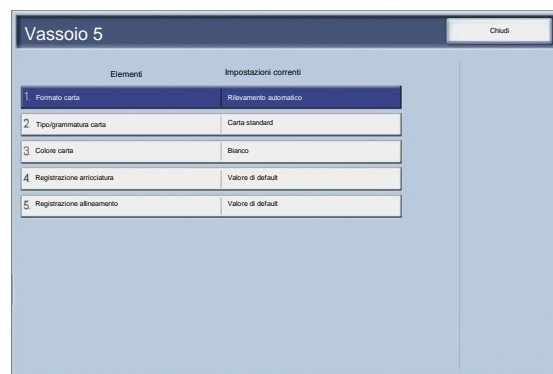 Vassoio 5
Chiudi
Elementi Impostazioni correnti
1. Formato carta Rilevamento automatico
2. Tipo/grammatura carta Carta standard
3. Colore carta Bianco
4. Registrazione arricciatura Valore di default
5. Registrazione allineamento Valore di default